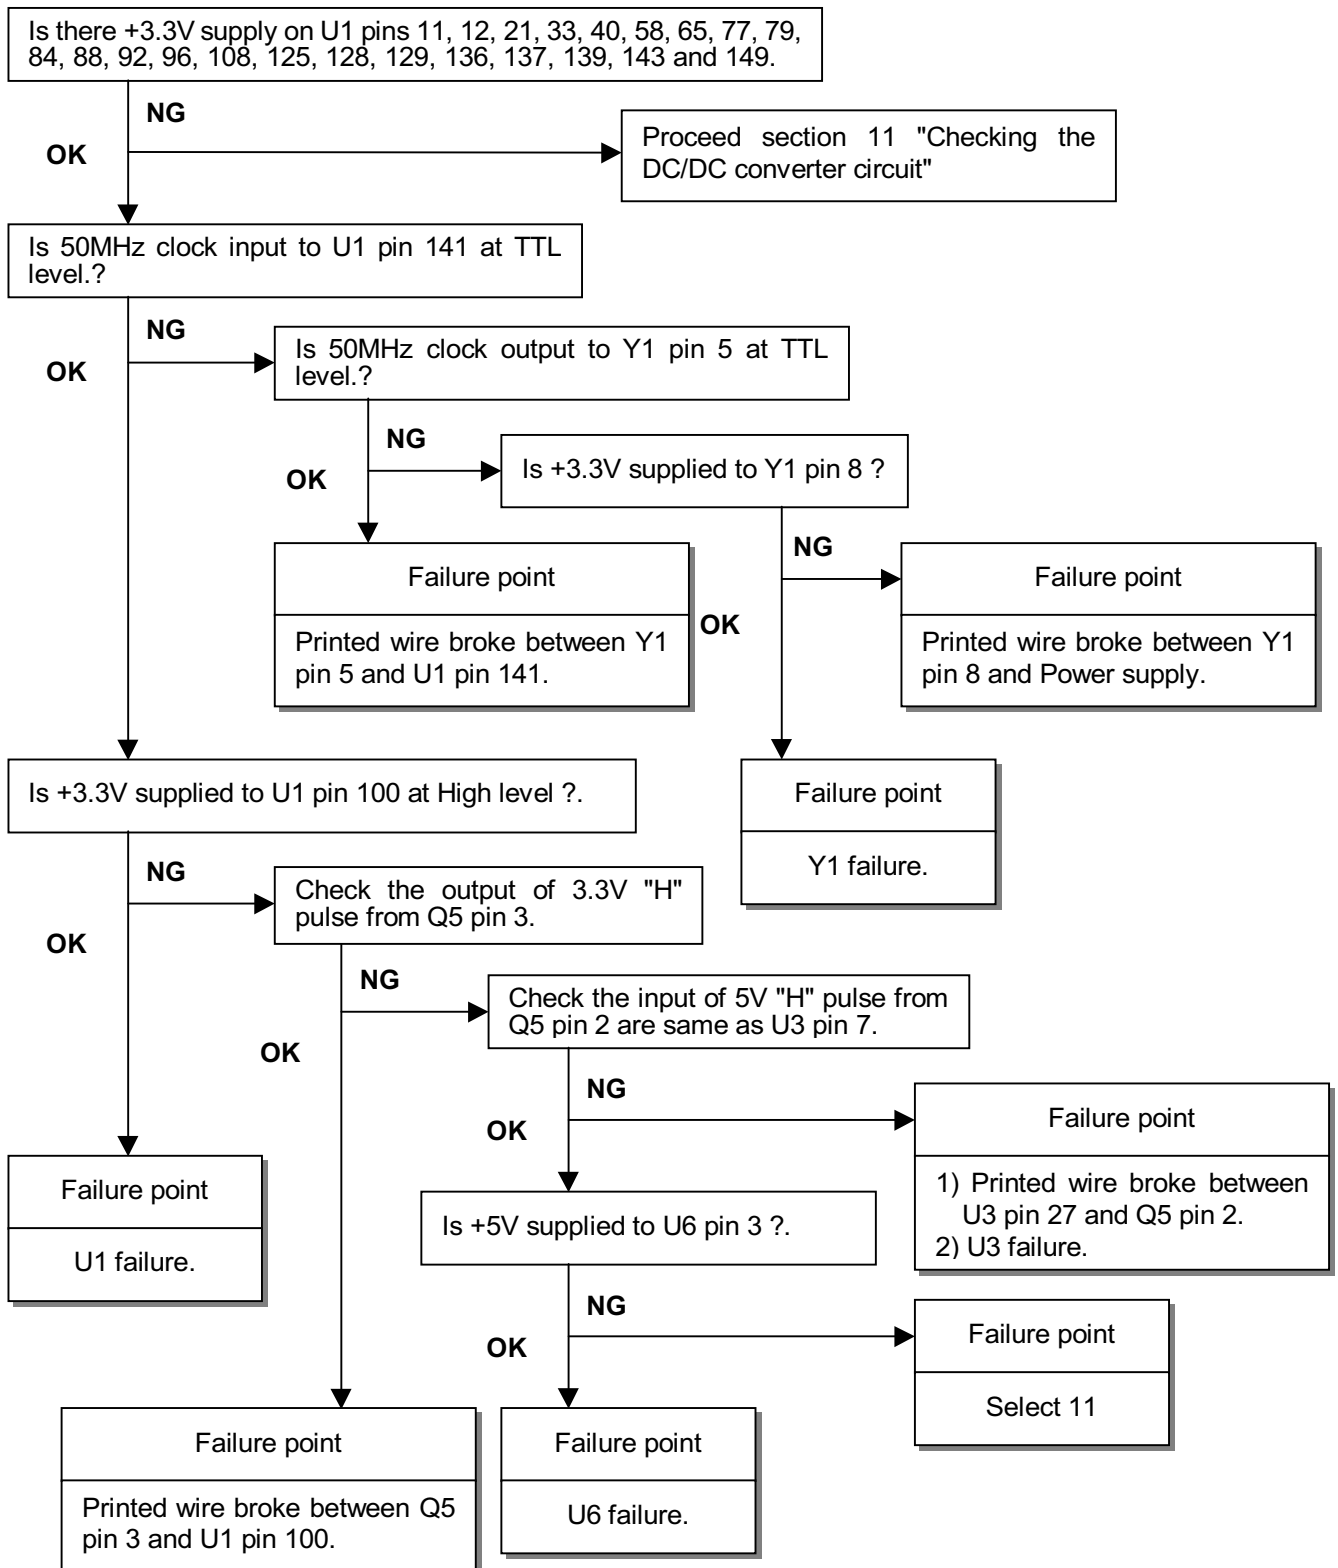 Is there +3.3V supply on U1 pins 11, 12, 21, 33, 40, 58, 65, 77, 79,
84, 88, 92, 96, 108, 125, 128, 129, 136, 137, 139, 143 and 149.
NG
OK
Proceed section 11 "Checking the
DC/DC converter circuit"
Is 50MHz clock input to U1 pin 141 at TTL
level.?
NG
OK
Is 50MHz clock output to Y1 pin 5 at TTL
level.?
NG
OK
Is +3.3V supplied to Y1 pin 8 ?
NG
OK
Failure point
Printed wire broke between Y1
pin 5 and U1 pin 141.
Failure point
Printed wire broke between Y1
pin 8 and Power supply.
Is +3.3V supplied to U1 pin 100 at High level ?.
Failure point
Y1 failure.
NG
OK
Check the output of 3.3V "H"
pulse from Q5 pin 3.
NG
OK
Check the input of 5V "H" pulse from
Q5 pin 2 are same as U3 pin 7.
NG
OK
Failure point
1) Printed wire broke between
U3 pin 27 and Q5 pin 2.
2) U3 failure.
Failure point
U1 failure.
Is +5V supplied to U6 pin 3 ?.
NG
OK
Failure point
Select 11
Failure point
Printed wire broke between Q5
pin 3 and U1 pin 100.
Failure point
U6 failure.